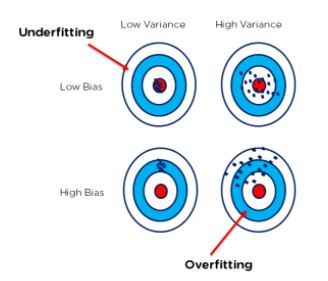 Low Variance High Variance
Underfitting
Low Bias
High Bias
Overfitting